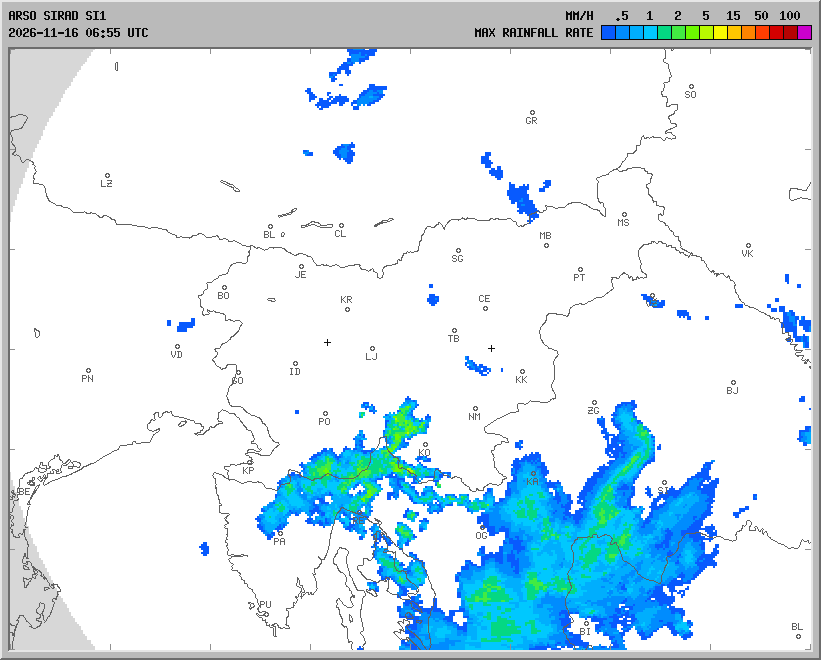 ARSO SIRAD SI1
MM/H .5 1 2 5 15 50 100
2026-11-16 06:55 UTC
MAX RAINFALL RATE
SO
GR
LZ
MS
BL
CL
MB
VK
SG
JE
PT
BO
KR
CE
TB
VD
LJ
ID
PN
GO
KK
BJ
ZG
NM
PO
KO
KP
KA
SI
BE
OG
PA
PU
BI
BL